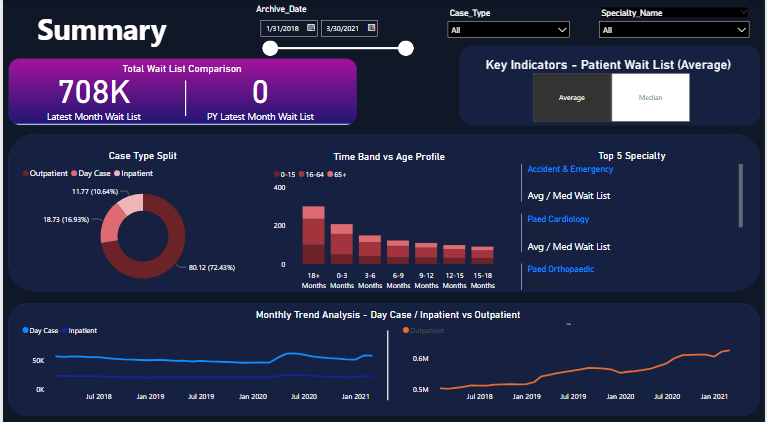 Summary
Archive_Date
1/31/2018
3/30/2021
Case_Type
All
Specialty_Name
All
Total Wait List Comparison
708K
Latest Month Wait List
0
PY Latest Month Wait List
Key Indicators - Patient Wait List (Average)
Average
Median
Case Type Split
Outpatient Day Case Inpatient
11.77 (10.64%)
18.73 (16.93%)
80.12 (72.43%)
Time Band vs Age Profile
0-15 16-64 65+
400
200
0
18+ 0-3 3-6 6-9 9-12 12-15 15-18
Months Months Months Months Months Months Months
Top 5 Specialty
Accident & Emergency
Avg / Med Wait List
Paed Cardiology
Avg / Med Wait List
Paed Orthopaedic
Monthly Trend Analysis - Day Case / Inpatient vs Outpatient
Day Case Inpatient
50K
0K
Jul 2018 Jan 2019 Jul 2019 Jan 2020 Jul 2020 Jan 2021
Outpatient
0.6M
0.5M
Jul 2018 Jan 2019 Jul 2019 Jan 2020 Jul 2020 Jan 2021